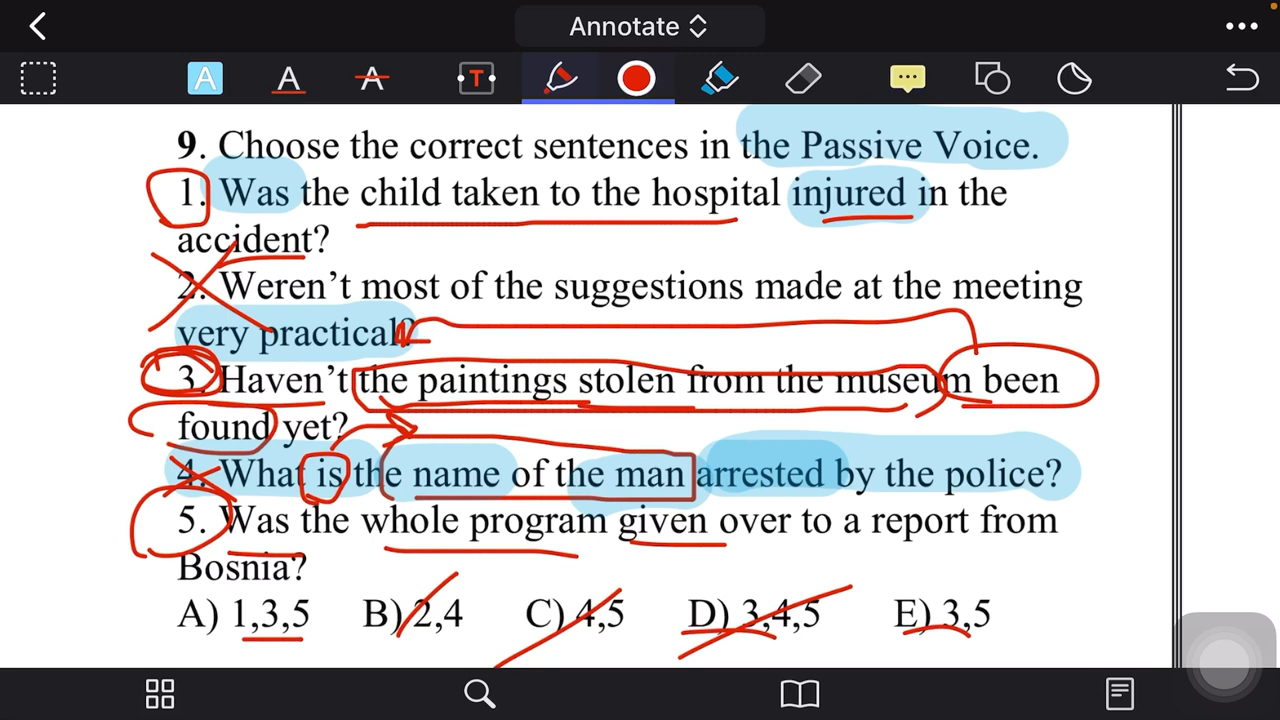 Annotate
A A A T
9. Choose the correct sentences in the Passive Voice.
1. Was the child taken to the hospital injured in the
accident?
2. Weren't most of the suggestions made at the meeting
very practical?
3. Haven't the paintings stolen from the museum been
found yet?
4. What is the name of the man arrested by the police?
5. Was the whole program given over to a report from
Bosnia?
A) 1,3,5 B) 2,4 C) 4,5 D) 3,4,5 E) 3,5